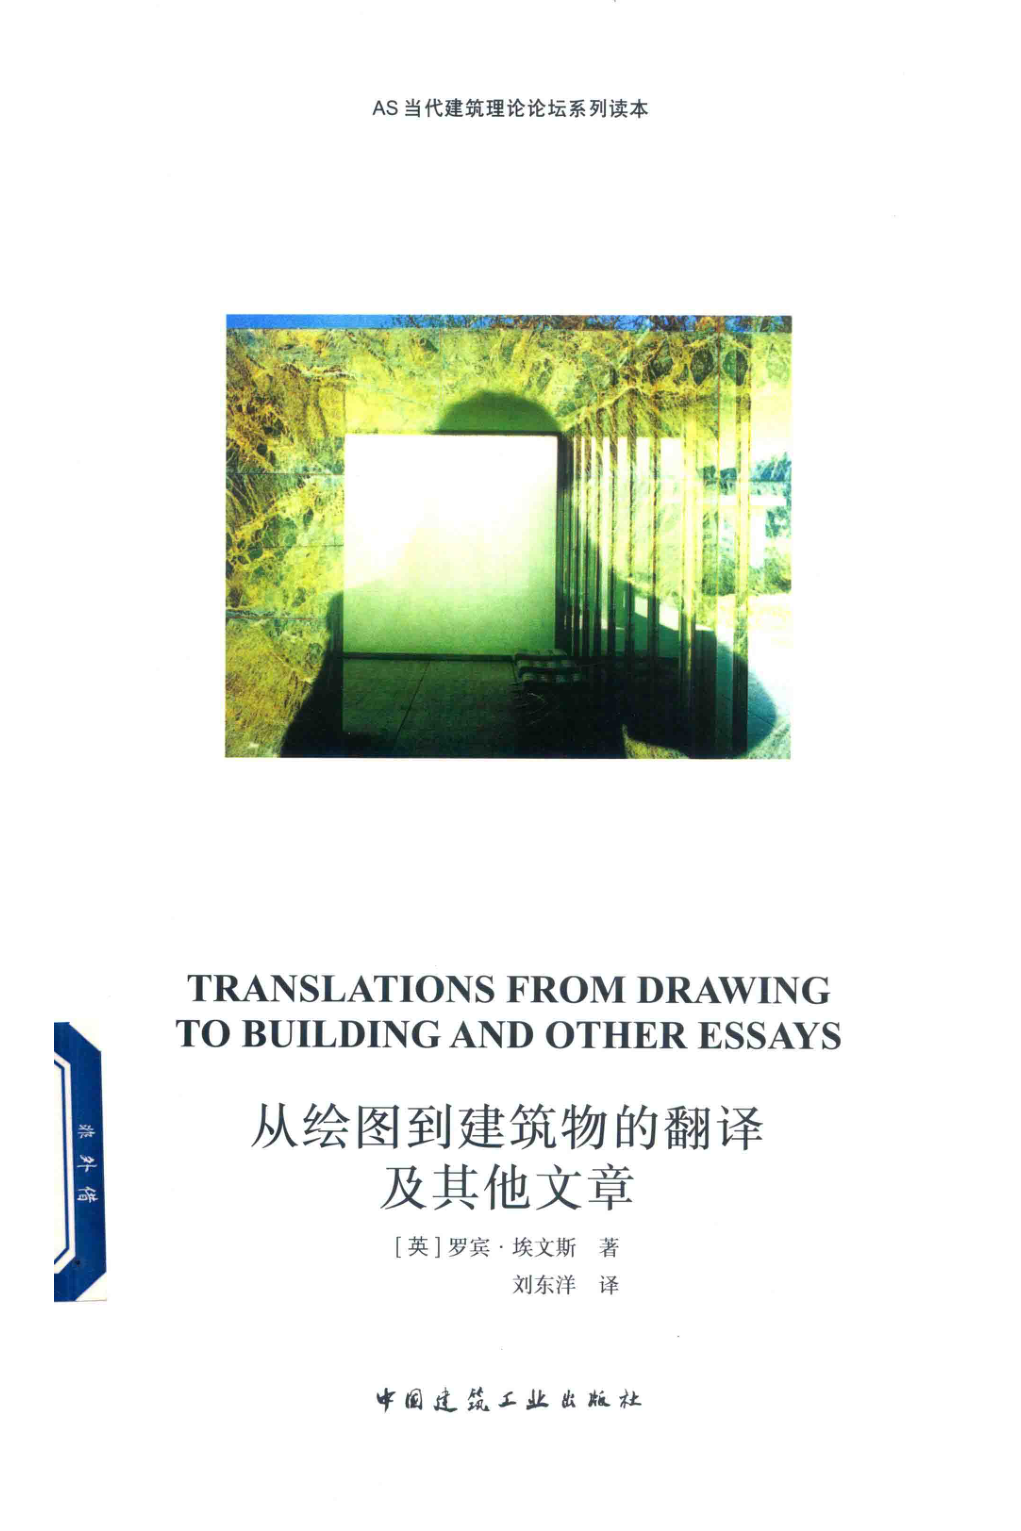 AS 当代建筑理论论坛系列读本
TRANSLATIONS FROM DRAWING
TO BUILDING AND OTHER ESSAYS
从绘图到建筑物的翻译
及其他文章
[英]罗宾·埃文斯 著
刘东洋 译
中国建筑工业出版社
外借